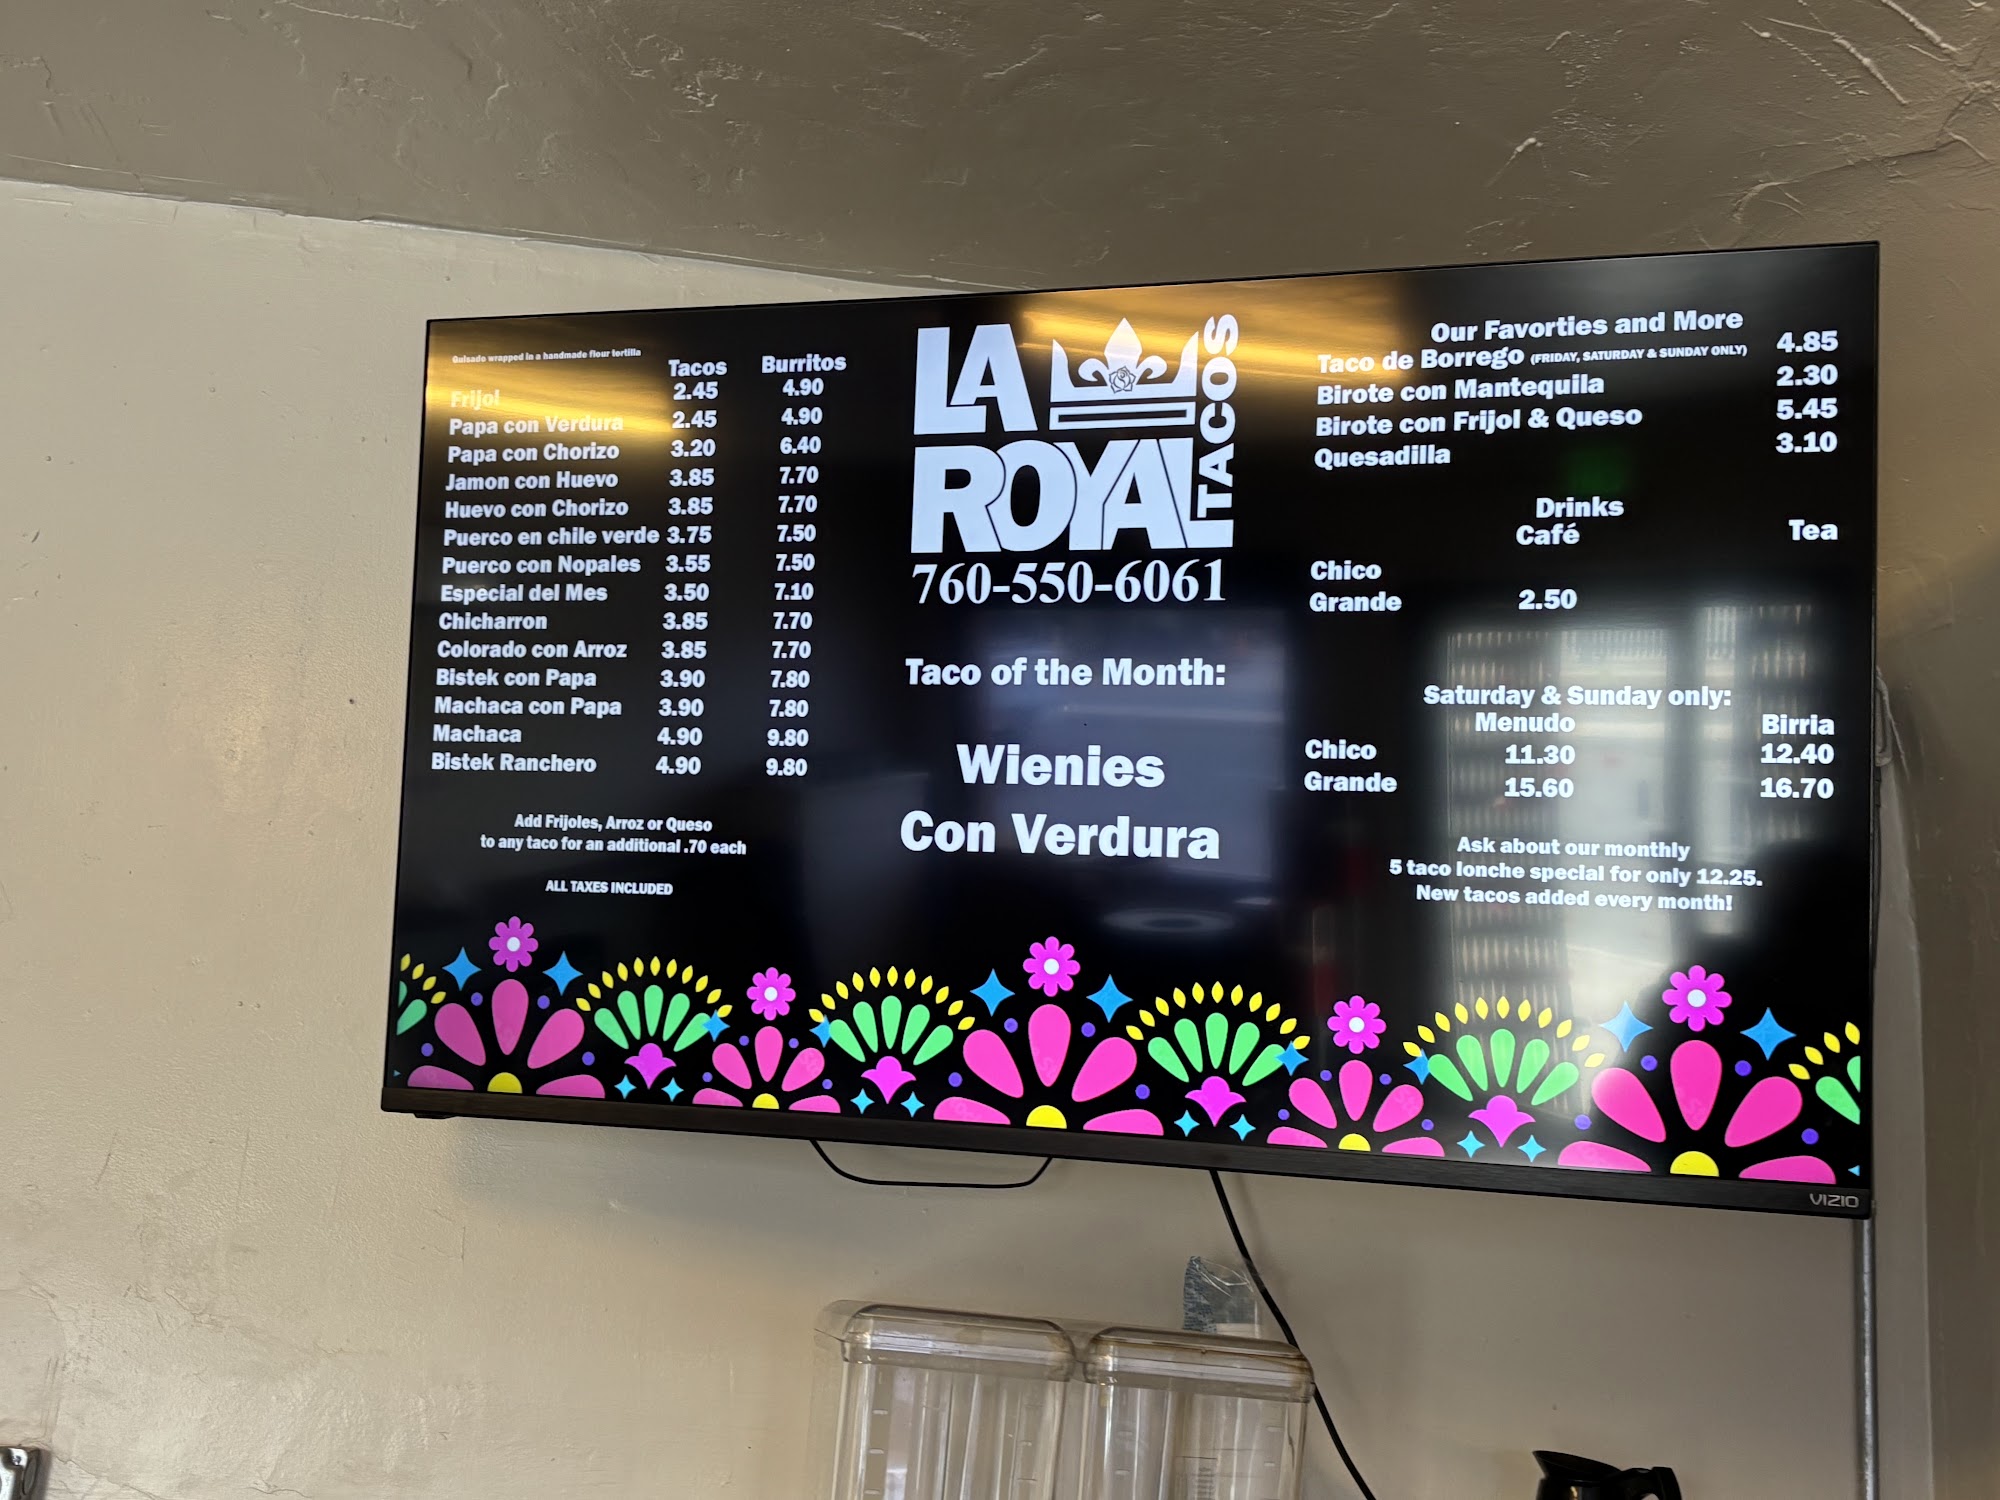 Guisado wrapped in a handmade flour tortilla
Tacos Burritos
Frijol 2.45 4.90
Papa con Verdura 2.45 4.90
Papa con Chorizo 3.20 6.40
Jamon con Huevo 3.85 7.70
Huevo con Chorizo 3.85 7.70
Puerco en chile verde 3.75 7.50
Puerco con Nopales 3.55 7.50
Especial del Mes 3.50 7.10
Chicharron 3.85 7.70
Colorado con Arroz 3.85 7.70
Bistek con Papa 3.90 7.80
Machaca con Papa 3.90 7.80
Machaca 4.90 9.80
Bistek Ranchero 4.90 9.80
Add Frijoles, Arroz or Queso
to any taco for an additional .70 each
ALL TAXES INCLUDED
LA
ROYAL
TACOS
760-550-6061
Taco of the Month:
Wienies
Con Verdura
Our Favorties and More
Taco de Borrego (FRIDAY, SATURDAY & SUNDAY ONLY) 4.85
Birote con Mantequila 2.30
Birote con Frijol & Queso 5.45
Quesadilla 3.10
Drinks
Café Tea
Chico
Grande 2.50
Saturday & Sunday only:
Menudo Birria
Chico 11.30 12.40
Grande 15.60 16.70
Ask about our monthly
5 taco lonche special for only 12.25.
New tacos added every month!
VIZIO